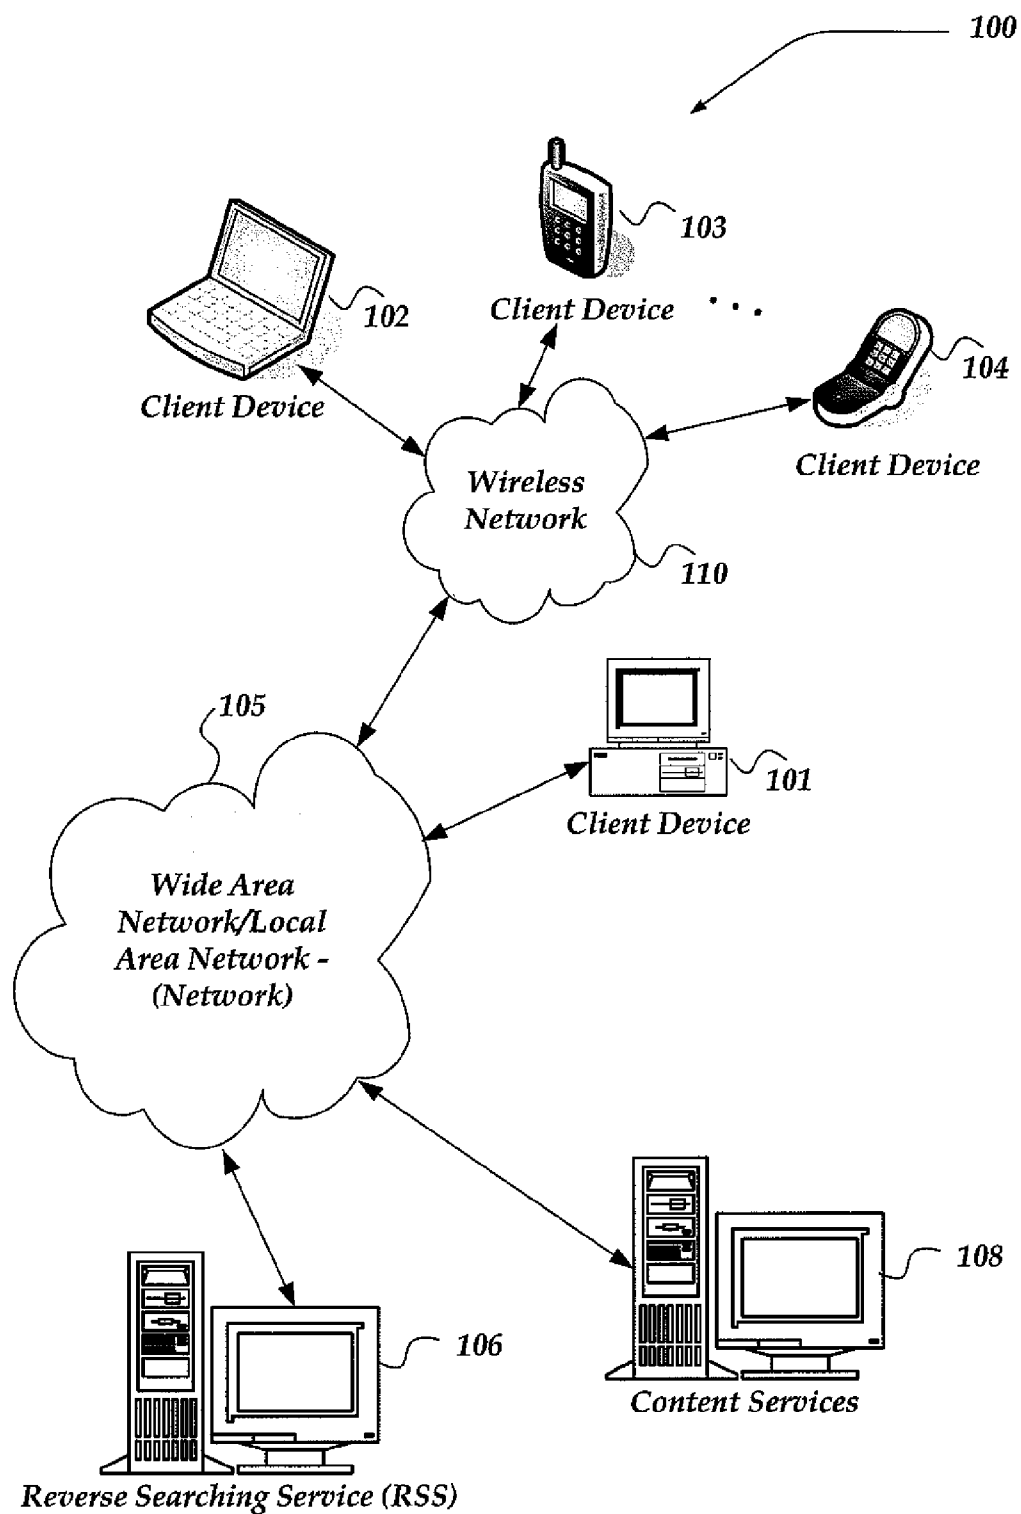 100
103
Client Device
. . .
102
Client Device
104
Client Device
Wireless
Network
110
105
101
Client Device
Wide Area
Network/Local
Area Network -
(Network)
108
Content Services
106
Reverse Searching Service (RSS)